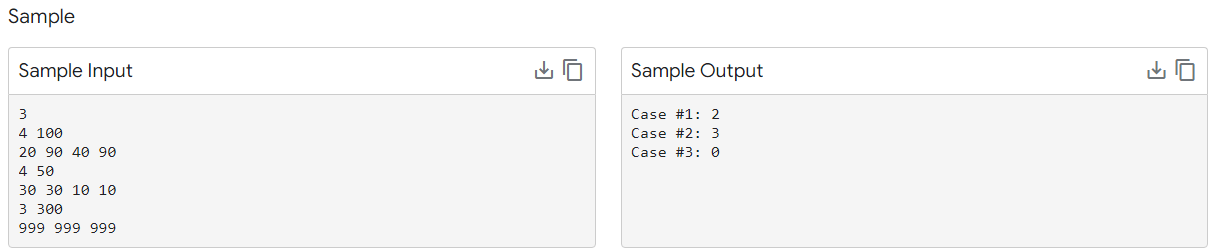 Sample
Sample Input
3
4 100
20 90 40 90
4 50
30 30 10 10
3 300
999 999 999
Sample Output
Case #1: 2
Case #2: 3
Case #3: 0